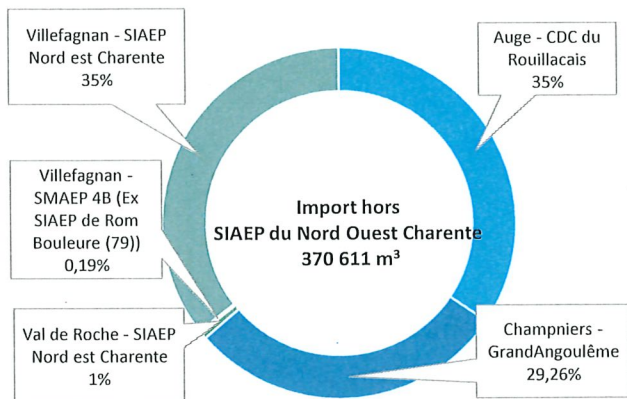 Villefagnan - SIAEP
Nord est Charente
35%
Auge - CDC du
Rouillacais
35%
Villefagnan -
SMAEP 4B (Ex
SIAEP de Rom
Bouleure (79))
0,19%
Import hors
SIAEP du Nord Ouest Charente
370 611 m³
Val de Roche - SIAEP
Nord est Charente
1%
Champniers -
GrandAngoulême
29,26%